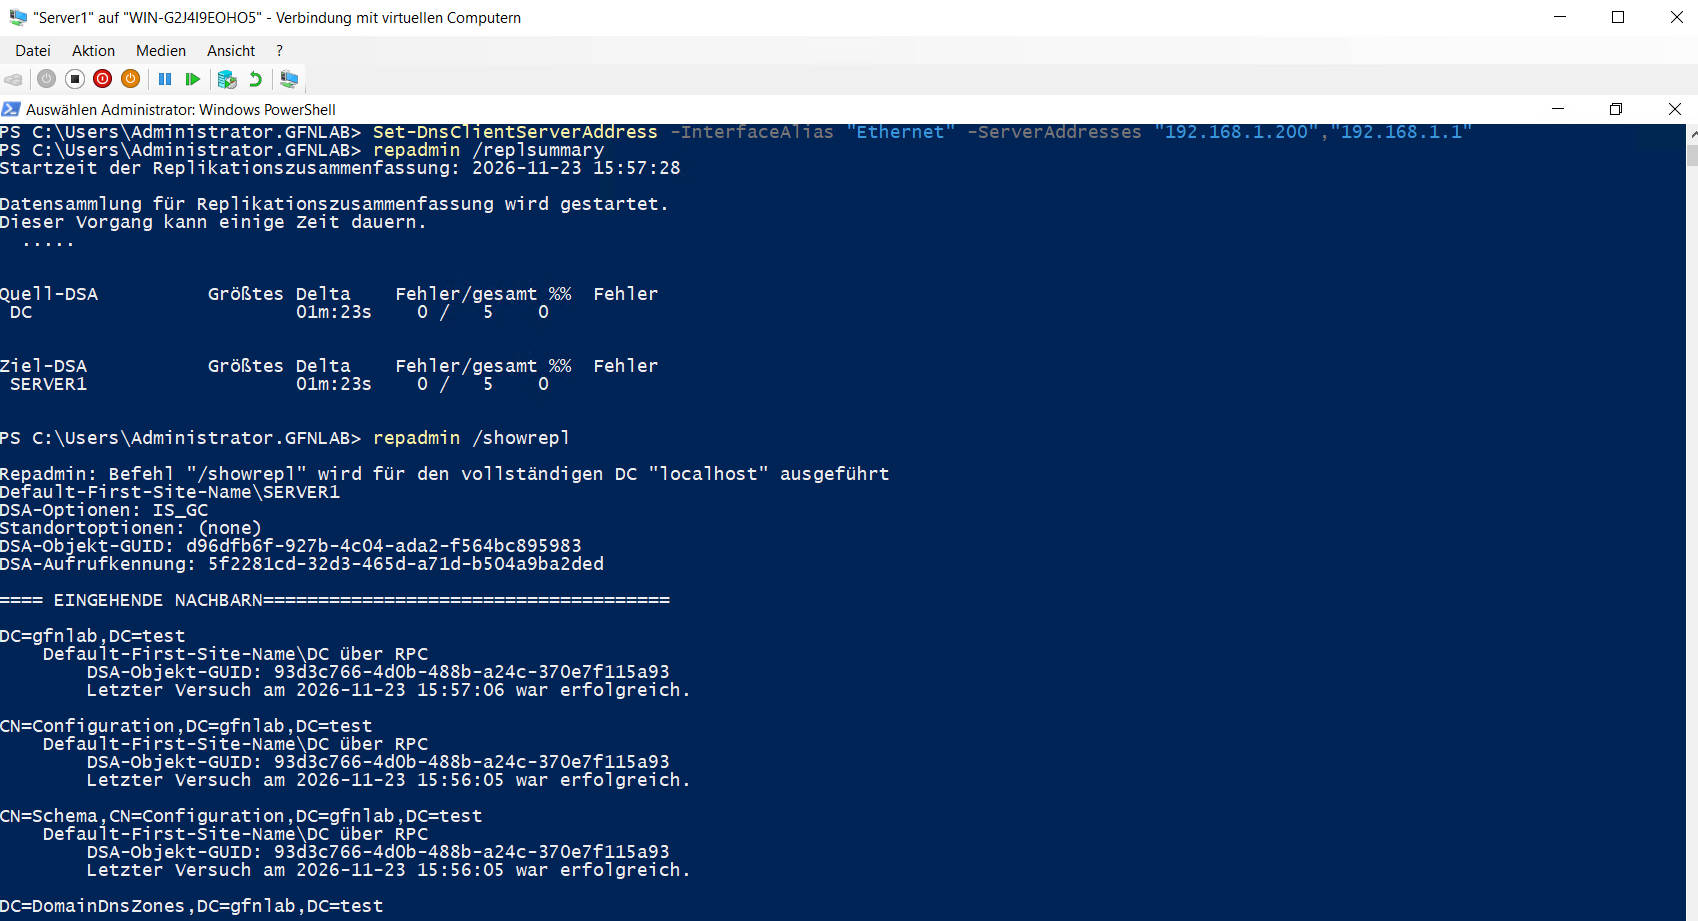 "Server1" auf "WIN-G2J4I9EOHO5" - Verbindung mit virtuellen Computern
Datei Aktion Medien Ansicht ?
Auswählen Administrator: Windows PowerShell
PS C:\Users\Administrator.GFNLAB> Set-DnsClientServerAddress -InterfaceAlias "Ethernet" -ServerAddresses "192.168.1.200","192.168.1.1"
PS C:\Users\Administrator.GFNLAB> repadmin /replsummary
Startzeit der Replikationszusammenfassung: 2026-11-23 15:57:28
Datensammlung für Replikationszusammenfassung wird gestartet.
Dieser Vorgang kann einige Zeit dauern.
.....
Quell-DSA Größtes Delta Fehler/gesamt %% Fehler
DC 01m:23s 0 / 5 0
Ziel-DSA Größtes Delta Fehler/gesamt %% Fehler
SERVER1 01m:23s 0 / 5 0
PS C:\Users\Administrator.GFNLAB> repadmin /showrepl
Repadmin: Befehl "/showrepl" wird für den vollständigen DC "localhost" ausgeführt
Default-First-Site-Name\SERVER1
DSA-Optionen: IS_GC
Standortoptionen: (none)
DSA-Objekt-GUID: d96dfb6f-927b-4c04-ada2-f564bc895983
DSA-Aufrufkennung: 5f2281cd-32d3-465d-a71d-b504a9ba2ded
==== EINGEHENDE NACHBARN=====================================
DC=gfnlab,DC=test
Default-First-Site-Name\DC über RPC
DSA-Objekt-GUID: 93d3c766-4d0b-488b-a24c-370e7f115a93
Letzter Versuch am 2026-11-23 15:57:06 war erfolgreich.
CN=Configuration,DC=gfnlab,DC=test
Default-First-Site-Name\DC über RPC
DSA-Objekt-GUID: 93d3c766-4d0b-488b-a24c-370e7f115a93
Letzter Versuch am 2026-11-23 15:56:05 war erfolgreich.
CN=Schema,CN=Configuration,DC=gfnlab,DC=test
Default-First-Site-Name\DC über RPC
DSA-Objekt-GUID: 93d3c766-4d0b-488b-a24c-370e7f115a93
Letzter Versuch am 2026-11-23 15:56:05 war erfolgreich.
DC=DomainDnsZones,DC=gfnlab,DC=test